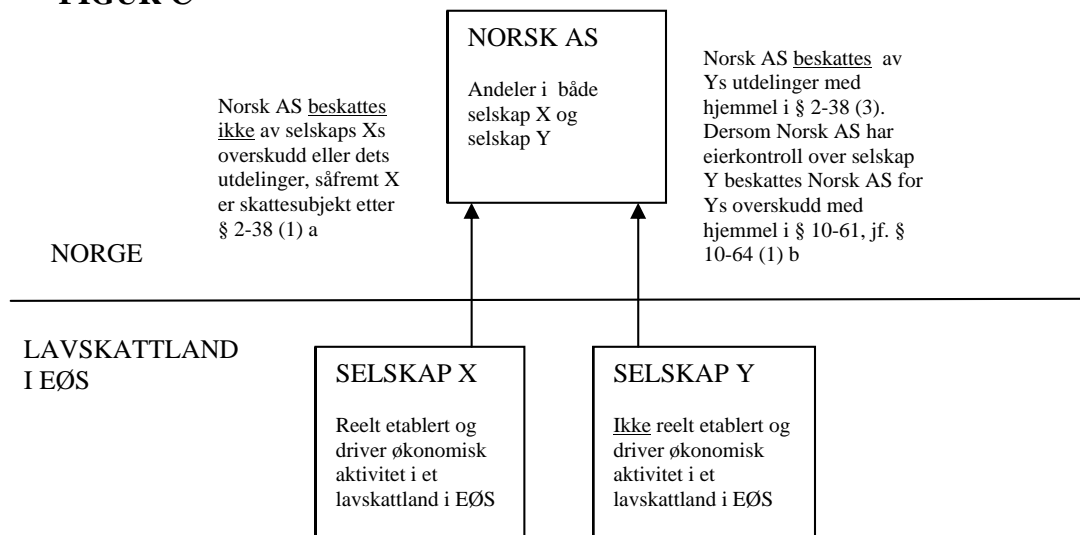 FIGUR C
NORSK AS
Andeler i både
selskap X og
selskap Y
Norsk AS beskattes av
Ys utdelinger med
hjemmel i § 2-38 (3).
Dersom Norsk AS har
eierkontroll over selskap
Y beskattes Norsk AS for
Ys overskudd med
hjemmel i § 10-61, jf. §
10-64 (1) b
Norsk AS beskattes
ikke av selskaps Xs
overskudd eller dets
utdelinger, såfremt X
er skattesubjekt etter
§ 2-38 (1) a
NORGE
LAVSKATTLAND
I EØS
SELSKAP X
Reelt etablert og
driver økonomisk
aktivitet i et
lavskattland i EØS
SELSKAP Y
Ikke reelt etablert og
driver økonomisk
aktivitet i et
lavskattland i EØS